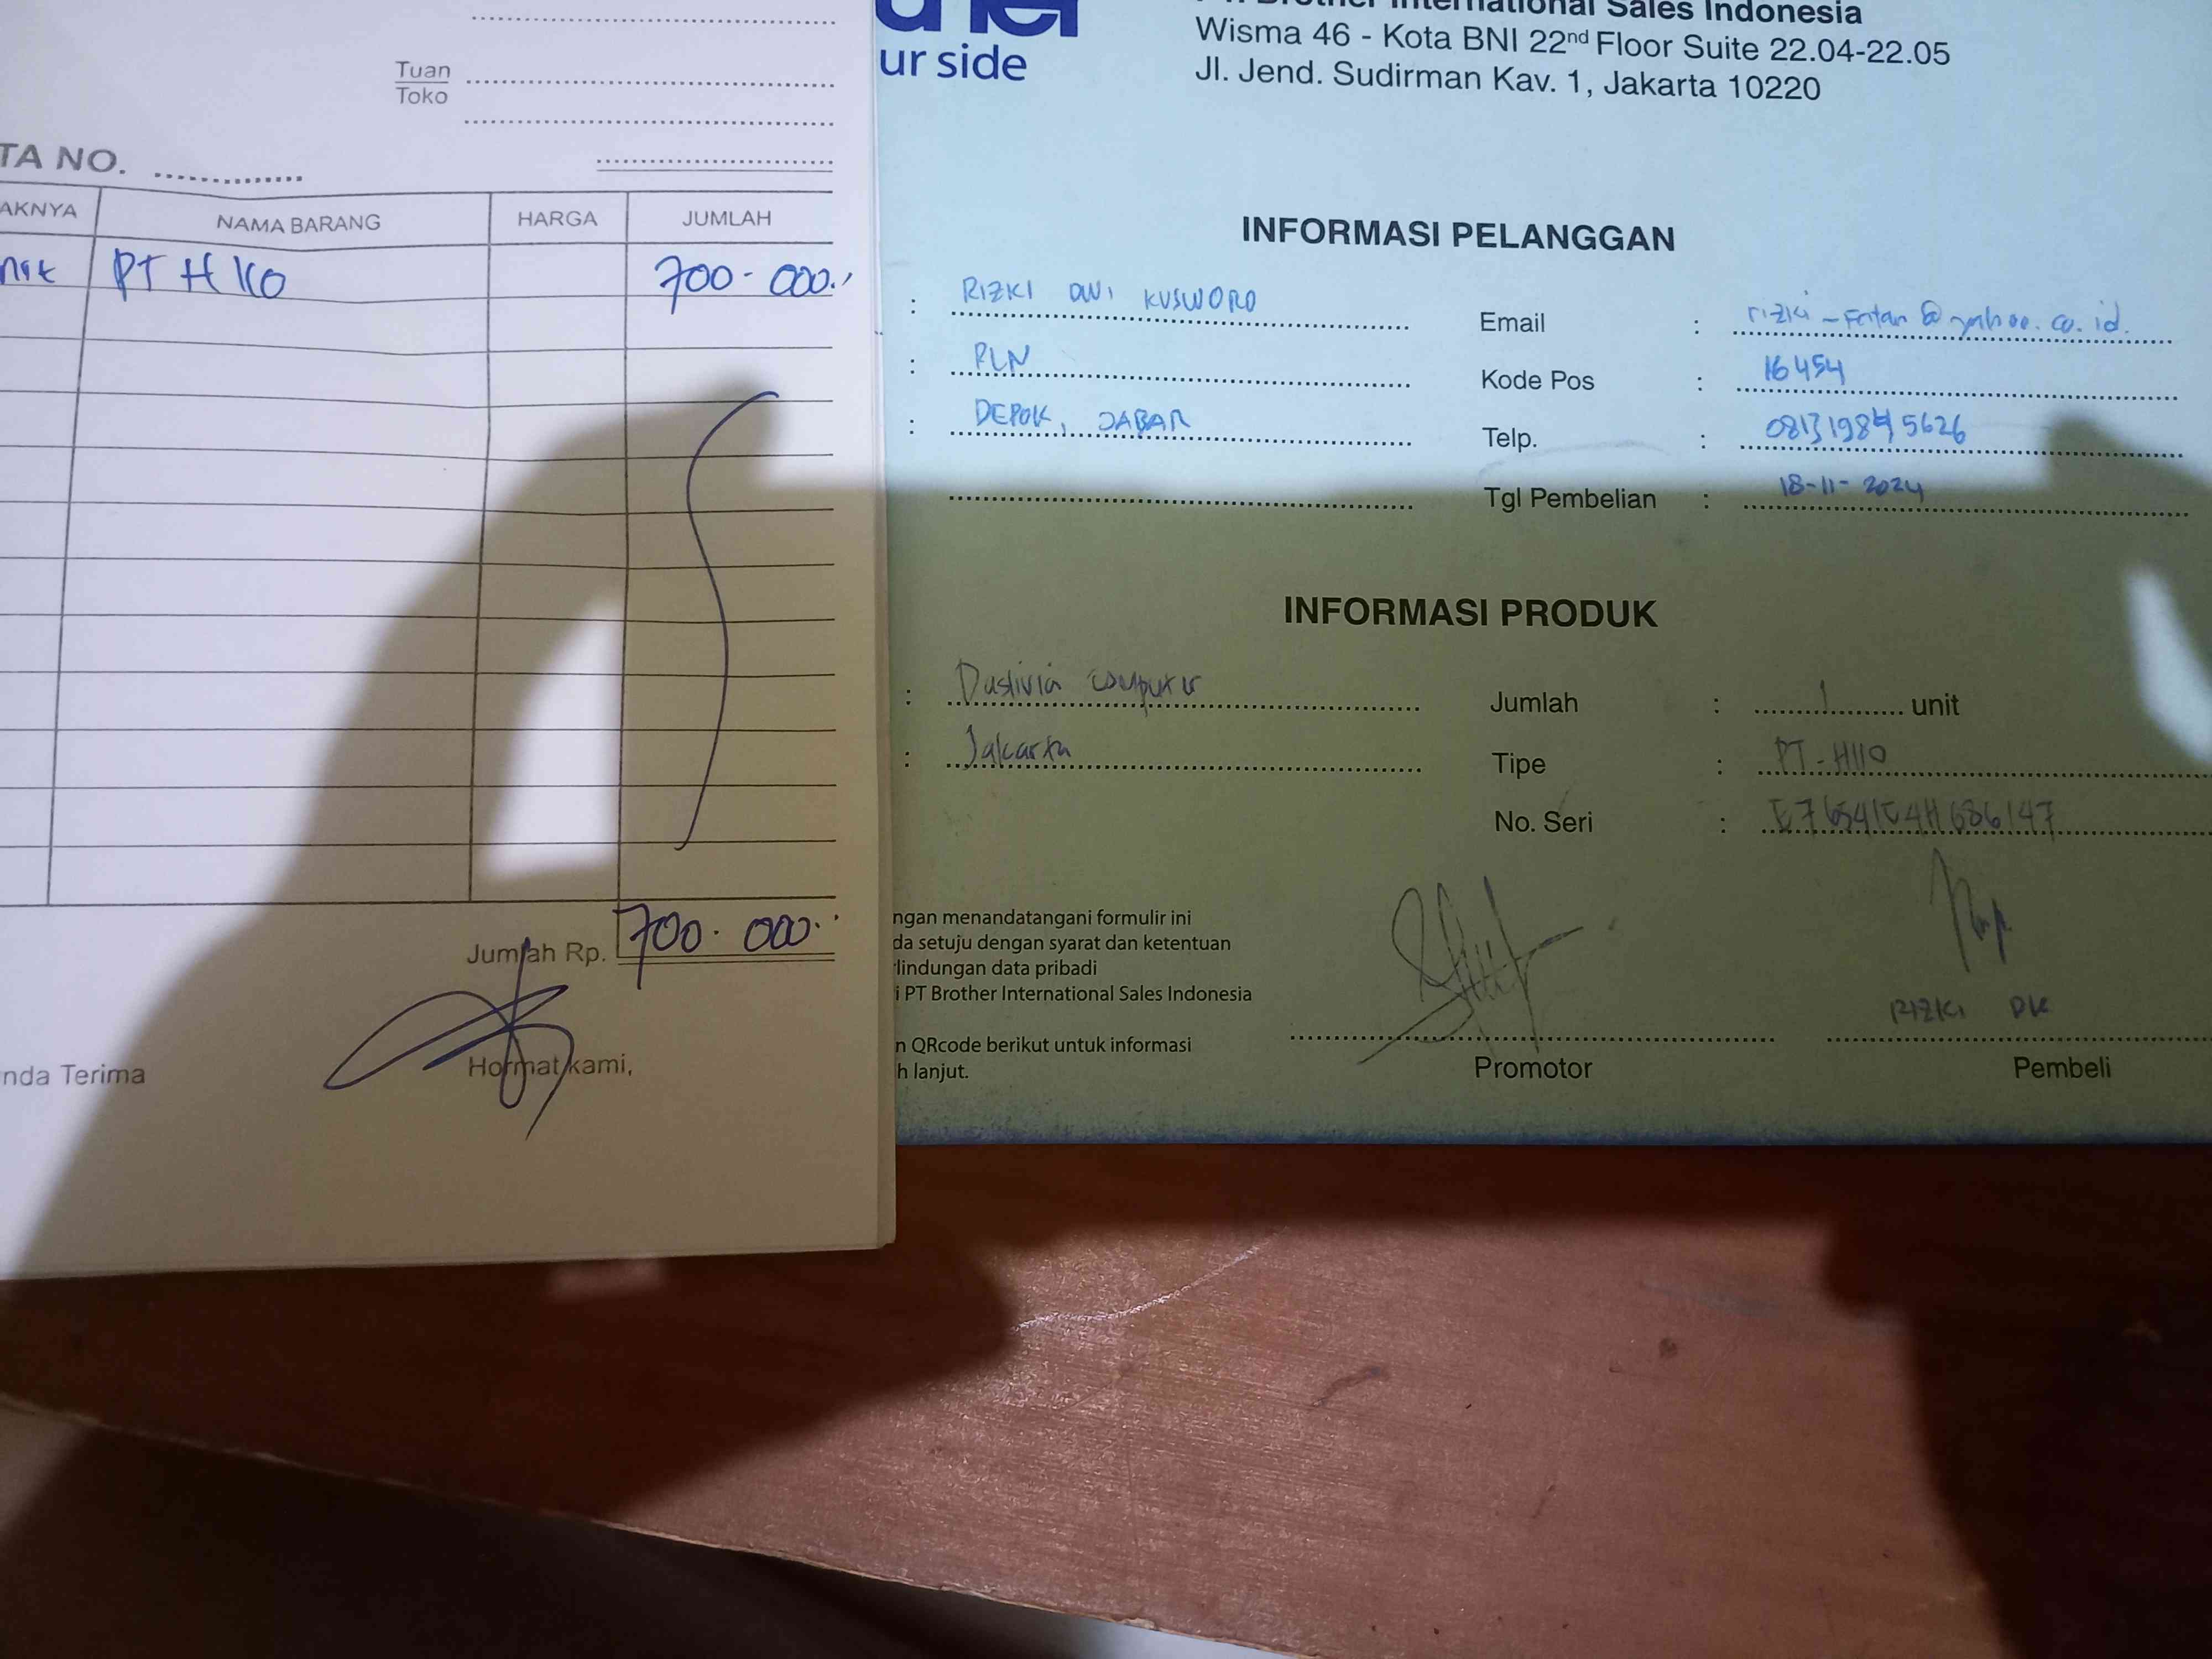 Tuan
Toko
TA NO.
AKNYA NAMA BARANG HARGA JUMLAH
PT H110 700.000.
Jumlah Rp. 700.000.
nda Terima Hormat kami,
ur side
International Sales Indonesia
Wisma 46 - Kota BNI 22nd Floor Suite 22.04-22.05
Jl. Jend. Sudirman Kav. 1, Jakarta 10220
INFORMASI PELANGGAN
: RIZKI DWI KUSWORO Email :
: PLN Kode Pos : 16454
: DEPOK, JABAR Telp. :
Tgl Pembelian : 18-11-2024
INFORMASI PRODUK
: Dustivia computer Jumlah : 1 unit
: Jakarta Tipe : PT-H110
No. Seri :
ngan menandatangani formulir ini
da setuju dengan syarat dan ketentuan
lindungan data pribadi
i PT Brother International Sales Indonesia
n QRcode berikut untuk informasi
h lanjut.
RIZKI DK
Promotor Pembeli